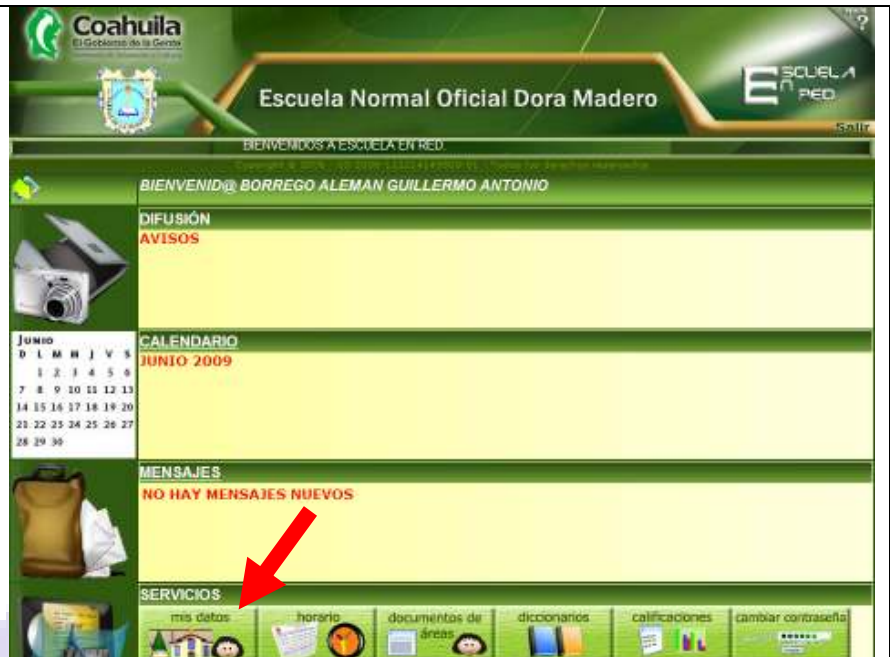 Coahuila
El Gobierno de la Gente
?
Escuela Normal Oficial Dora Madero
ESCUELA
En RED
Salir
BIENVENIDOS A ESCUELA EN RED
BIENVENID@ BORREGO ALEMAN GUILLERMO ANTONIO
DIFUSIÓN
AVISOS
JUNIO
D L M M J V S
1 2 3 4 5 6
7 8 9 10 11 12 13
14 15 16 17 18 19 20
21 22 23 24 25 26 27
28 29 30
CALENDARIO
JUNIO 2009
MENSAJES
NO HAY MENSAJES NUEVOS
SERVICIOS
mis datos
horario
documentos de
áreas
diccionarios
calificaciones
cambiar contraseña